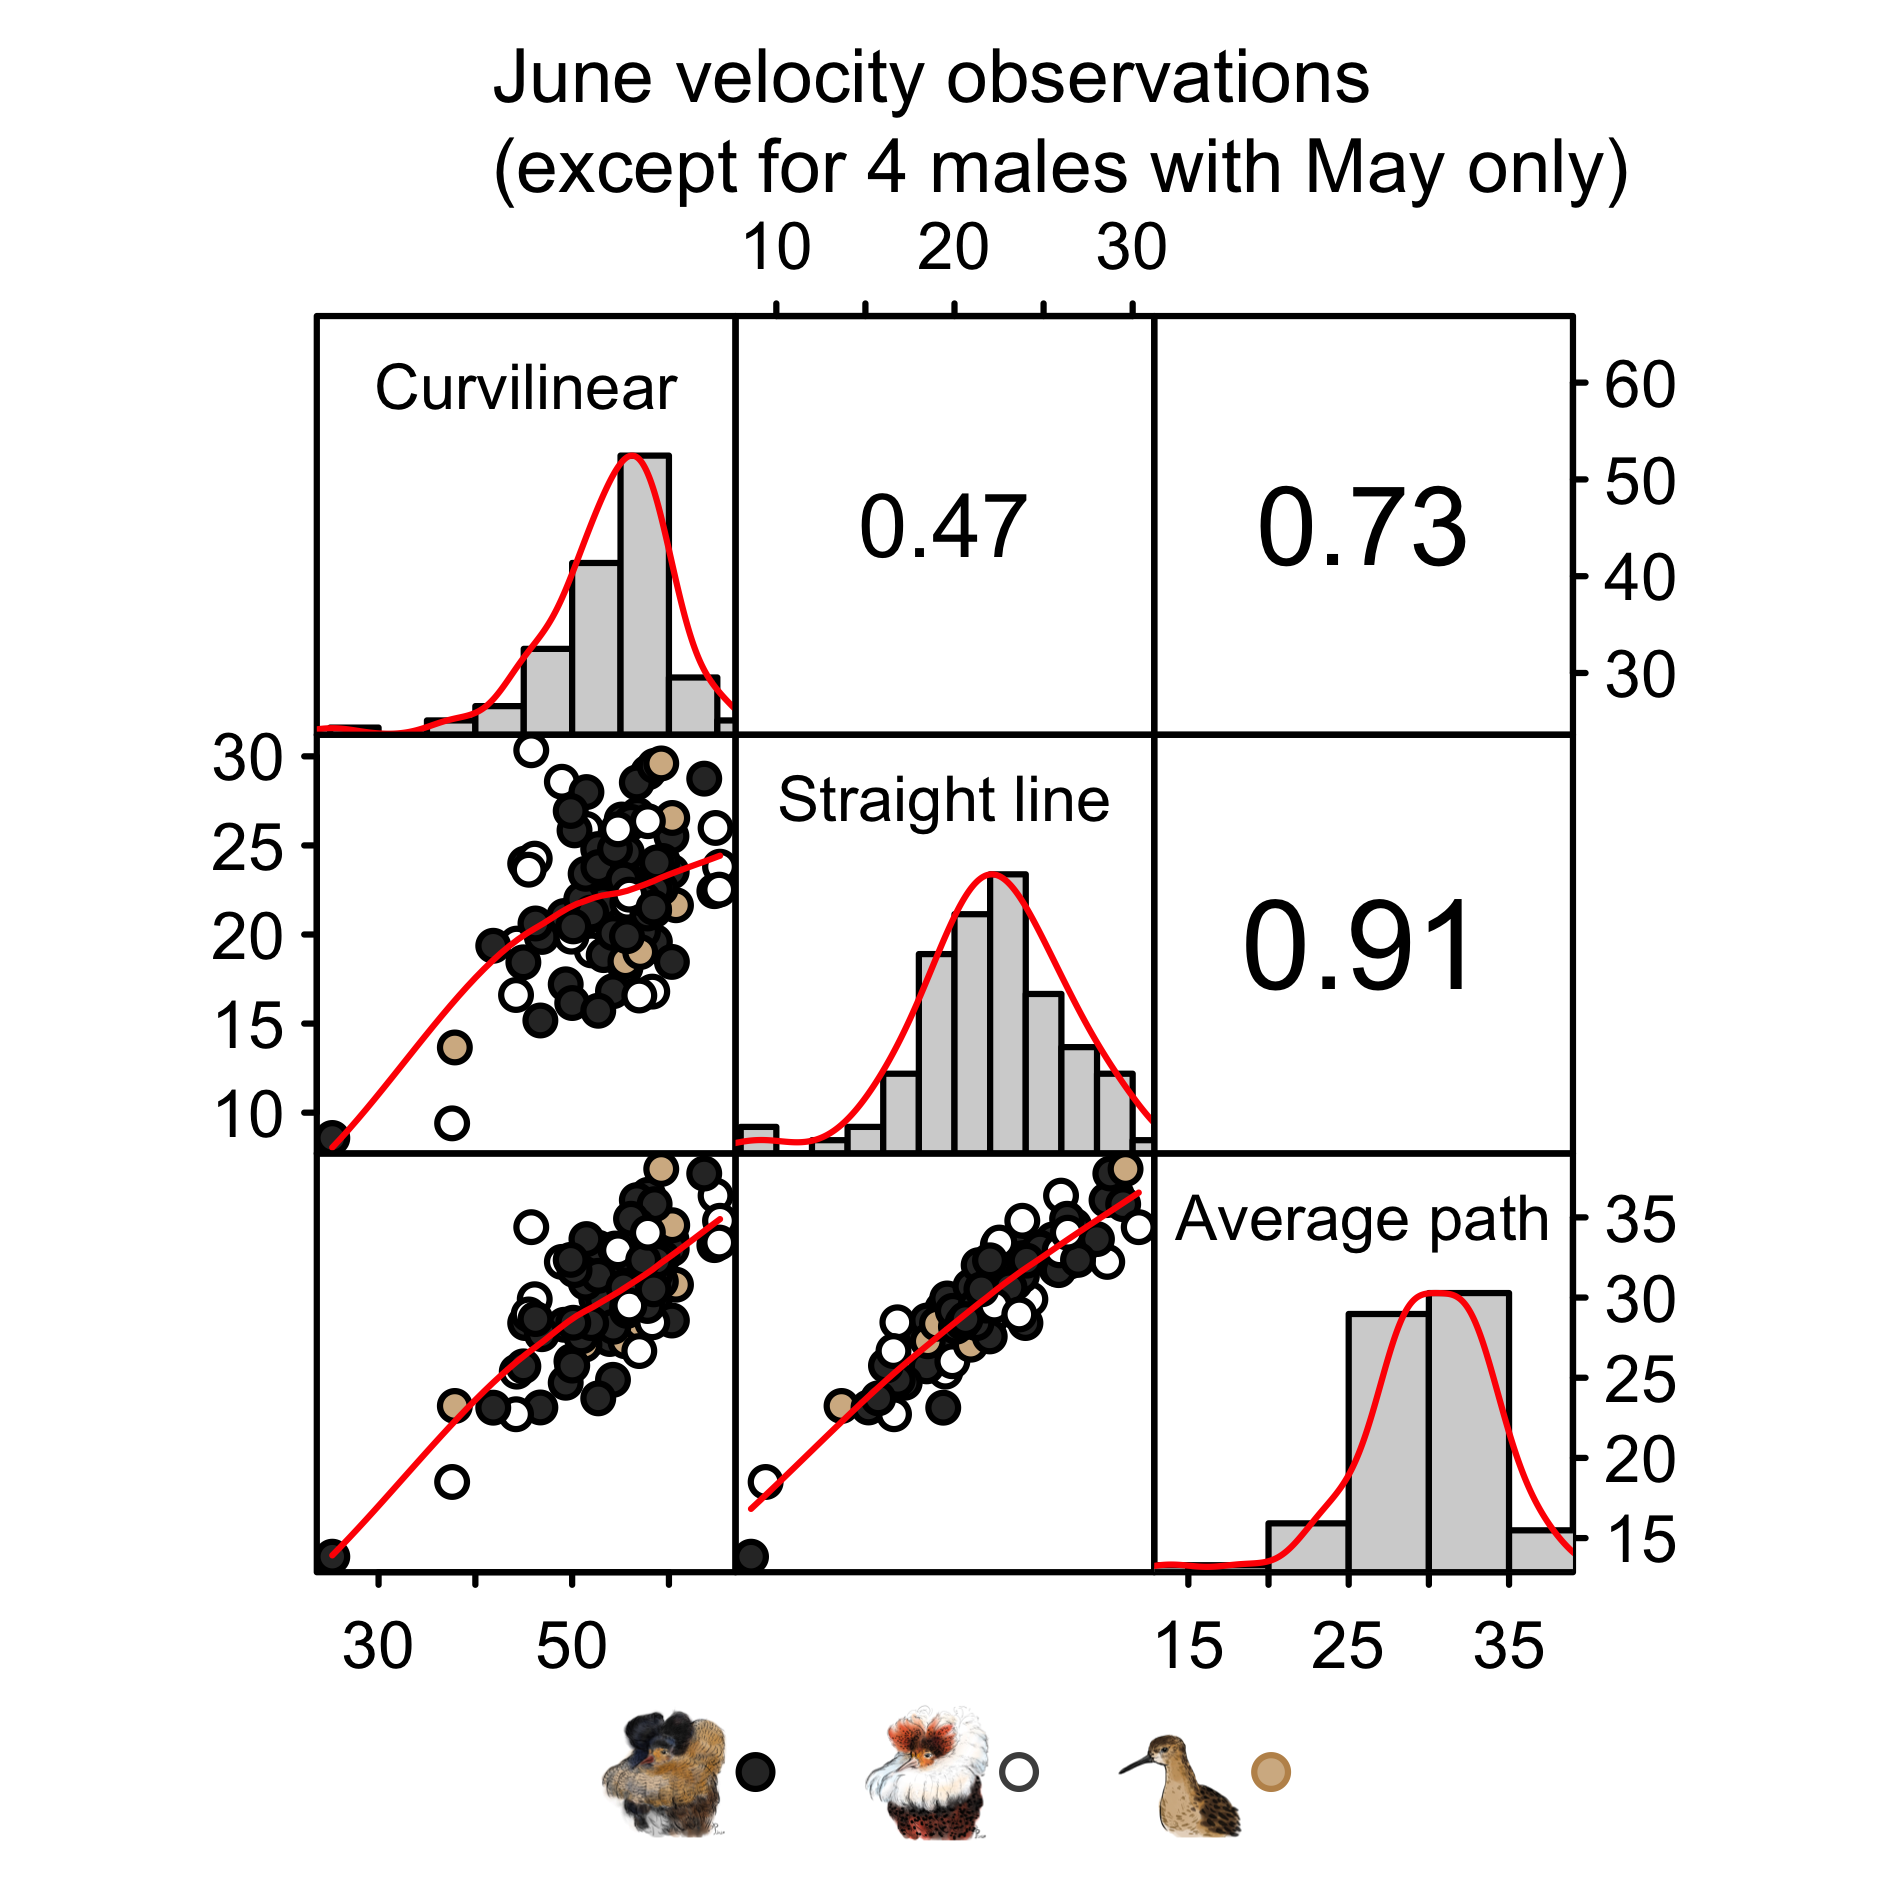 June velocity observations
(except for 4 males with May only)
10 20 30
Curvilinear
60
50
0.47 0.73
40
30
30
Straight line
25
20
0.91
15
10
Average path
35
30
25
20
15
30 50 15 25 35